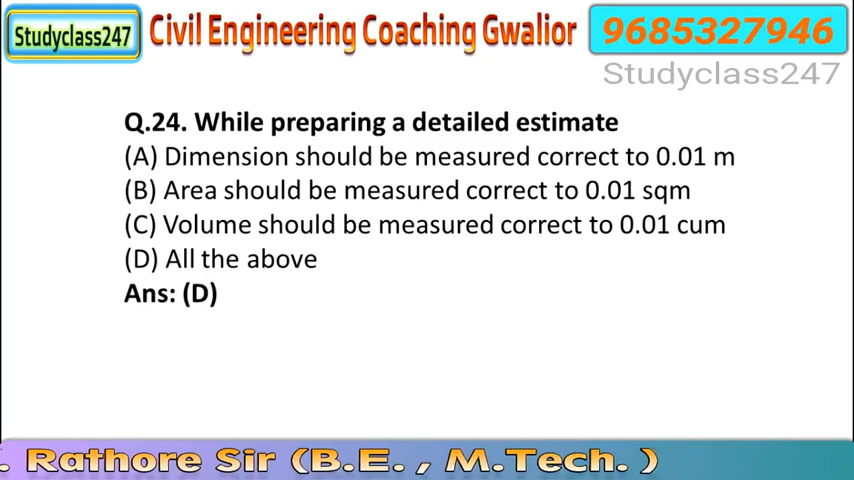 Studyclass247
Civil Engineering Coaching Gwalior
9685327946
Studyclass247
Q.24. While preparing a detailed estimate
(A) Dimension should be measured correct to 0.01 m
(B) Area should be measured correct to 0.01 sqm
(C) Volume should be measured correct to 0.01 cum
(D) All the above
Ans: (D)
. Rathore Sir (B.E. , M.Tech. )